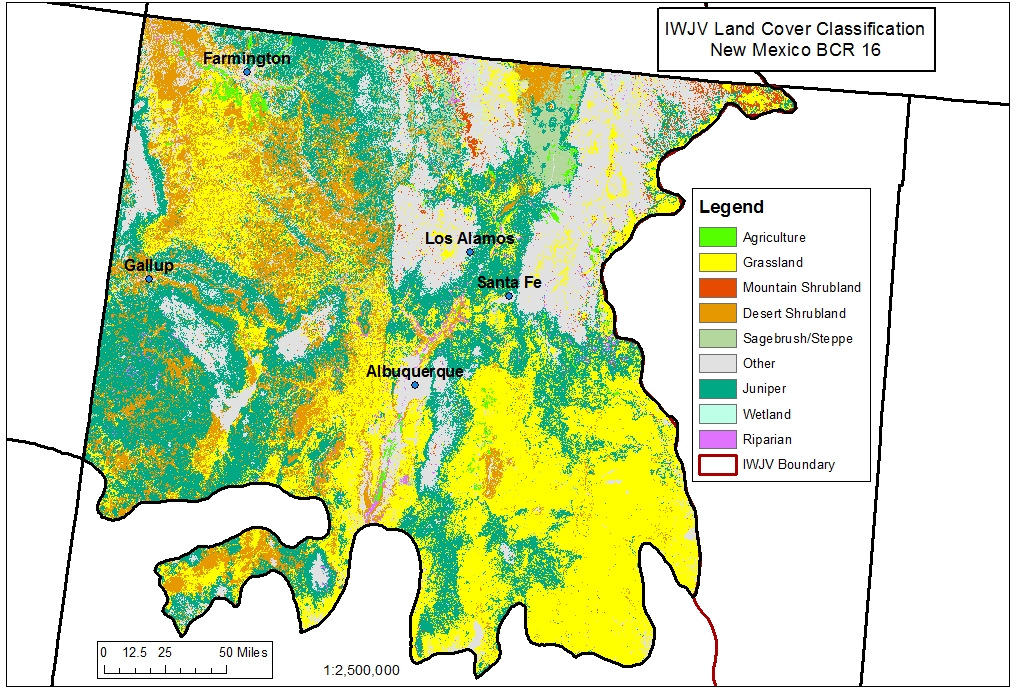 IWJV Land Cover Classification
New Mexico BCR 16
Farmington
Los Alamos
Gallup
Santa Fe
Albuquerque
Legend
Agriculture
Grassland
Mountain Shrubland
Desert Shrubland
Sagebrush/Steppe
Other
Juniper
Wetland
Riparian
IWJV Boundary
0 12.5 25 50 Miles
1:2,500,000